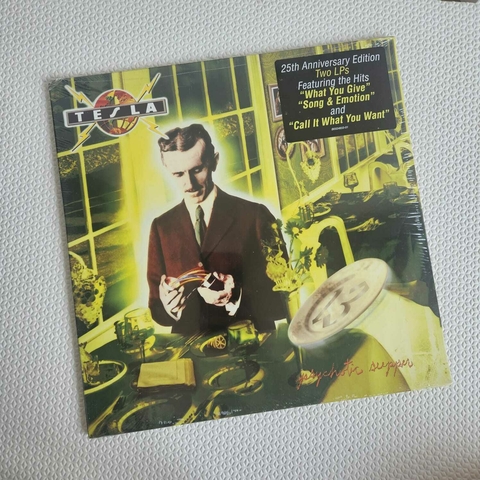 TESLA
25th Anniversary Edition
Two LPs
Featuring the Hits
"What You Give"
"Song & Emotion"
and
"Call It What You Want"
psychotic supper